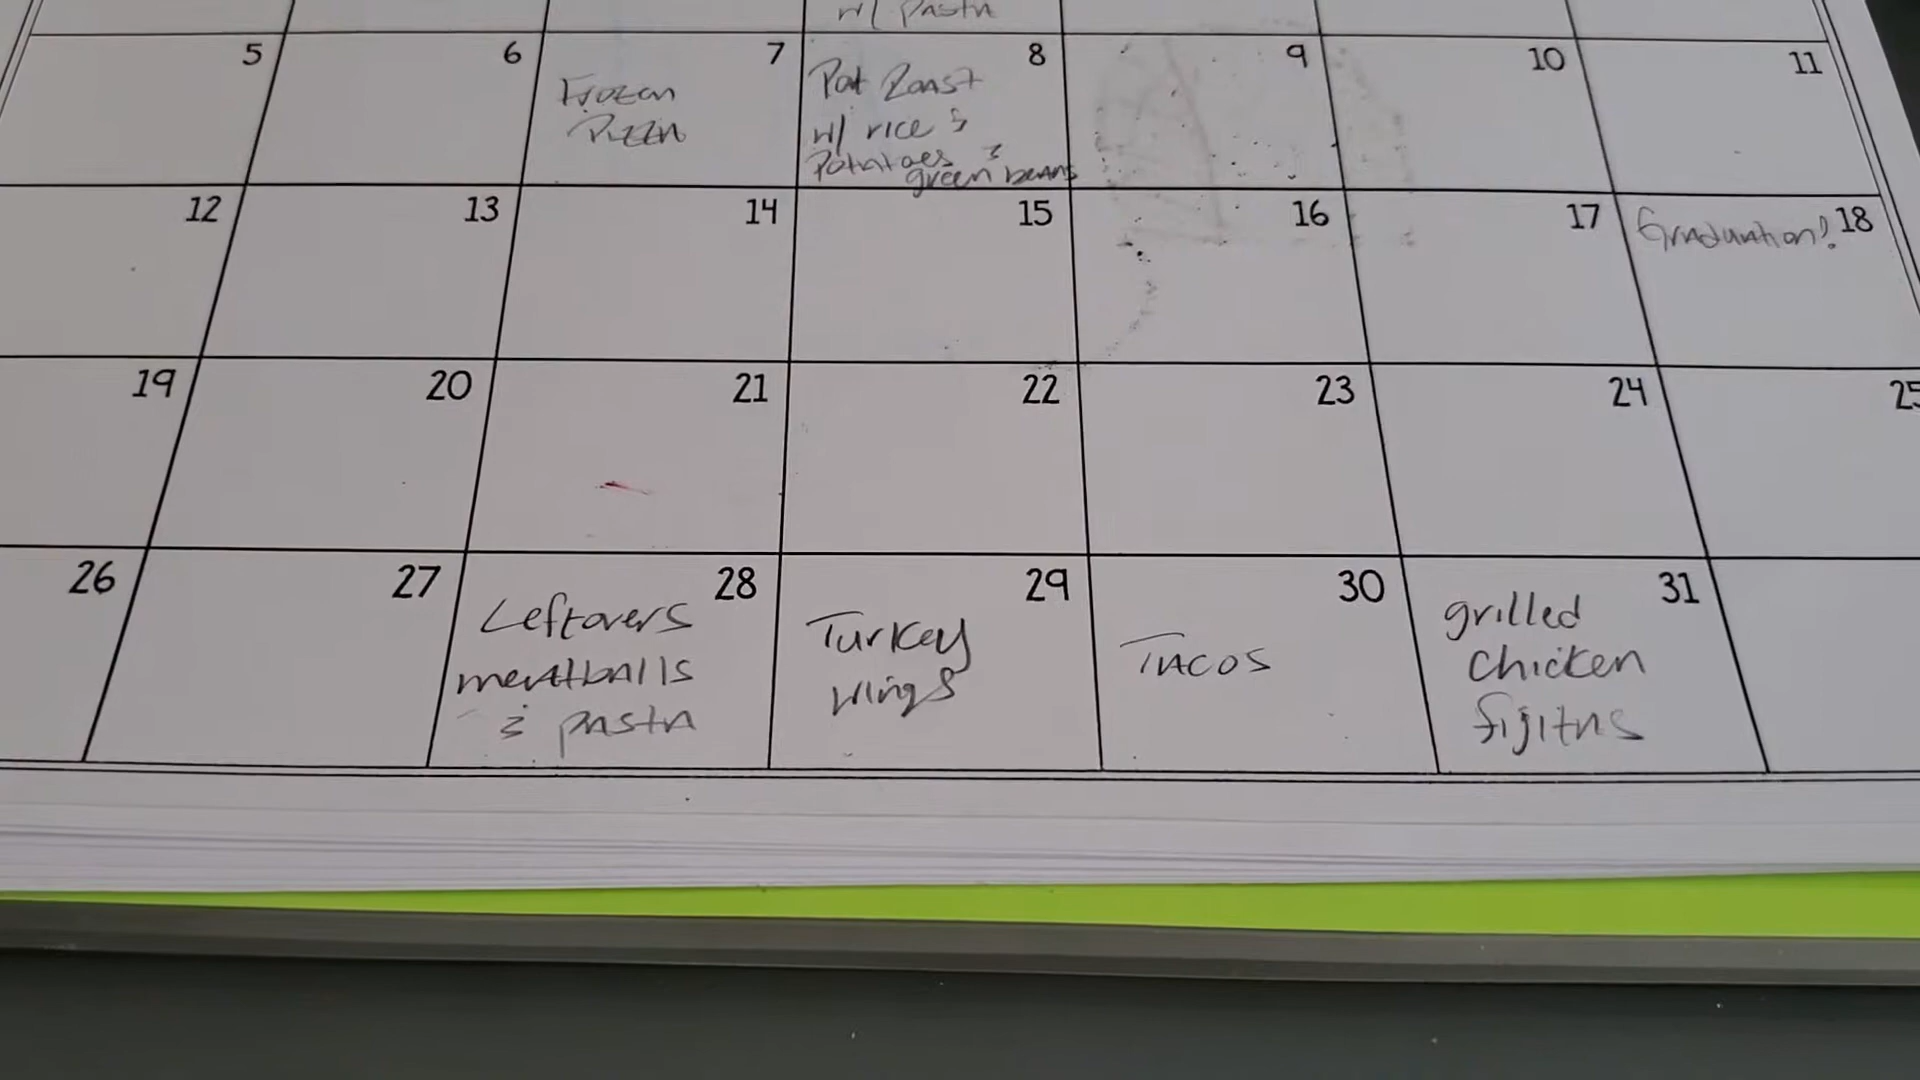 w/ Pasta
5 6 7 8 9 10 11
Frozen
Pizza
Pot Roast
w/ rice &
Potatoes &
green beans
12 13 14 15 16 17 18
Graduation!
19 20 21 22 23 24 25
26 27 28 29 30 31
Leftovers
meatballs
& pasta
Turkey
wings
Tacos
grilled
chicken
fijitas